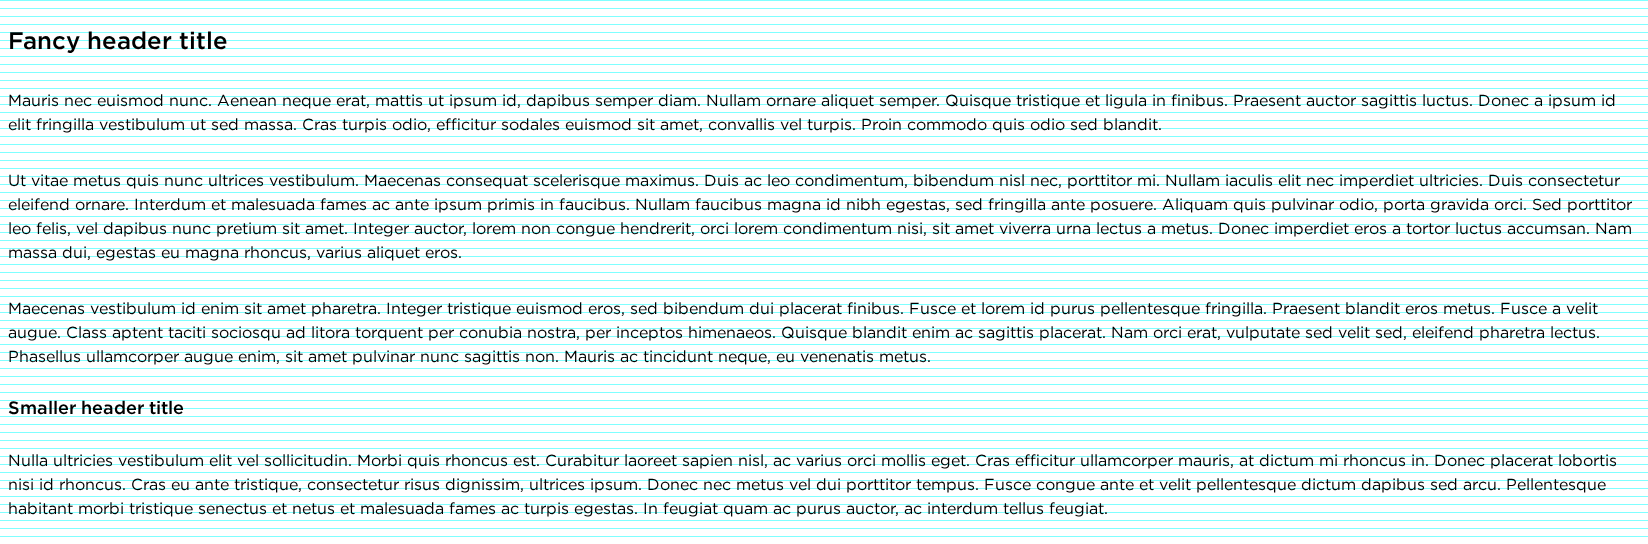 Fancy header title
Mauris nec euismod nunc. Aenean neque erat, mattis ut ipsum id, dapibus semper diam. Nullam ornare aliquet semper. Quisque tristique et ligula in finibus. Praesent auctor sagittis luctus. Donec a ipsum id
elit fringilla vestibulum ut sed massa. Cras turpis odio, efficitur sodales euismod sit amet, convallis vel turpis. Proin commodo quis odio sed blandit.
Ut vitae metus quis nunc ultrices vestibulum. Maecenas consequat scelerisque maximus. Duis ac leo condimentum, bibendum nisl nec, porttitor mi. Nullam iaculis elit nec imperdiet ultricies. Duis consectetur
eleifend ornare. Interdum et malesuada fames ac ante ipsum primis in faucibus. Nullam faucibus magna id nibh egestas, sed fringilla ante posuere. Aliquam quis pulvinar odio, porta gravida orci. Sed porttitor
leo felis, vel dapibus nunc pretium sit amet. Integer auctor, lorem non congue hendrerit, orci lorem condimentum nisi, sit amet viverra urna lectus a metus. Donec imperdiet eros a tortor luctus accumsan. Nam
massa dui, egestas eu magna rhoncus, varius aliquet eros.
Maecenas vestibulum id enim sit amet pharetra. Integer tristique euismod eros, sed bibendum dui placerat finibus. Fusce et lorem id purus pellentesque fringilla. Praesent blandit eros metus. Fusce a velit
augue. Class aptent taciti sociosqu ad litora torquent per conubia nostra, per inceptos himenaeos. Quisque blandit enim ac sagittis placerat. Nam orci erat, vulputate sed velit sed, eleifend pharetra lectus.
Phasellus ullamcorper augue enim, sit amet pulvinar nunc sagittis non. Mauris ac tincidunt neque, eu venenatis metus.
Smaller header title
Nulla ultricies vestibulum elit vel sollicitudin. Morbi quis rhoncus est. Curabitur laoreet sapien nisl, ac varius orci mollis eget. Cras efficitur ullamcorper mauris, at dictum mi rhoncus in. Donec placerat lobortis
nisi id rhoncus. Cras eu ante tristique, consectetur risus dignissim, ultrices ipsum. Donec nec metus vel dui porttitor tempus. Fusce congue ante et velit pellentesque dictum dapibus sed arcu. Pellentesque
habitant morbi tristique senectus et netus et malesuada fames ac turpis egestas. In feugiat quam ac purus auctor, ac interdum tellus feugiat.